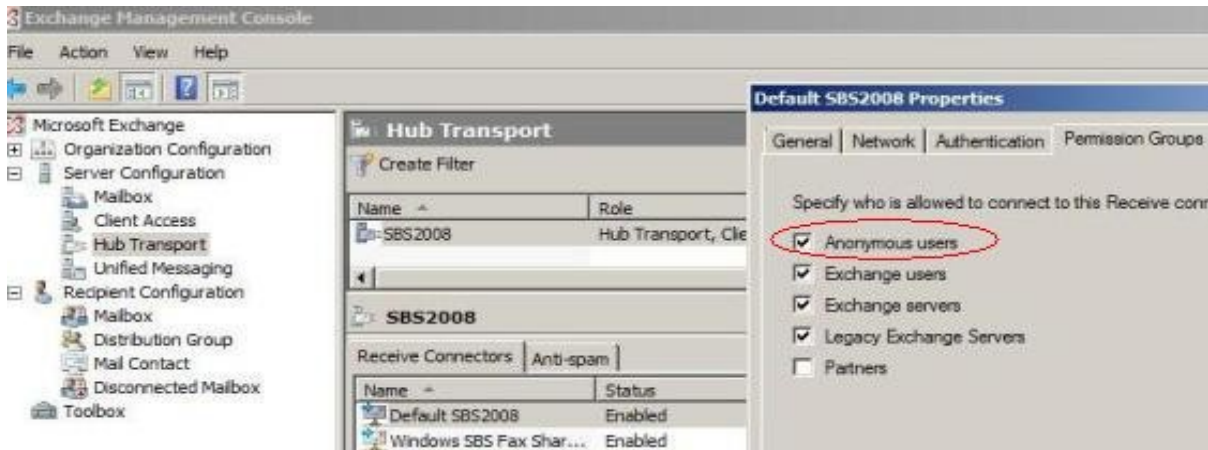 Exchange Management Console
File Action View Help
Microsoft Exchange
Organization Configuration
Server Configuration
Mailbox
Client Access
Hub Transport
Unified Messaging
Recipient Configuration
Mailbox
Distribution Group
Mail Contact
Disconnected Mailbox
Toolbox
Hub Transport
Create Filter
Name Role
SBS2008 Hub Transport, Clie
SBS2008
Receive Connectors Anti-spam
Name Status
Default SBS2008 Enabled
Windows SBS Fax Shar... Enabled
Default SBS2008 Properties
General Network Authentication Permission Groups
Specify who is allowed to connect to this Receive conn
Anonymous users
Exchange users
Exchange servers
Legacy Exchange Servers
Partners